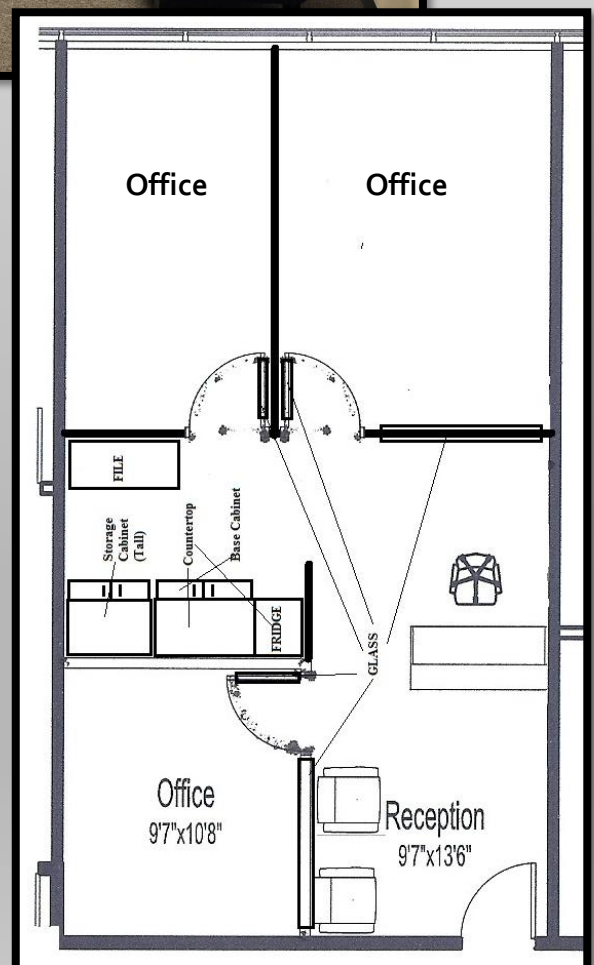 Office
Office
FILE
Storage
Cabinet
(Tall)
Countertop
Base Cabinet
FRIDGE
GLASS
Office
9'7"x10'8"
Reception
9'7"x13'6"